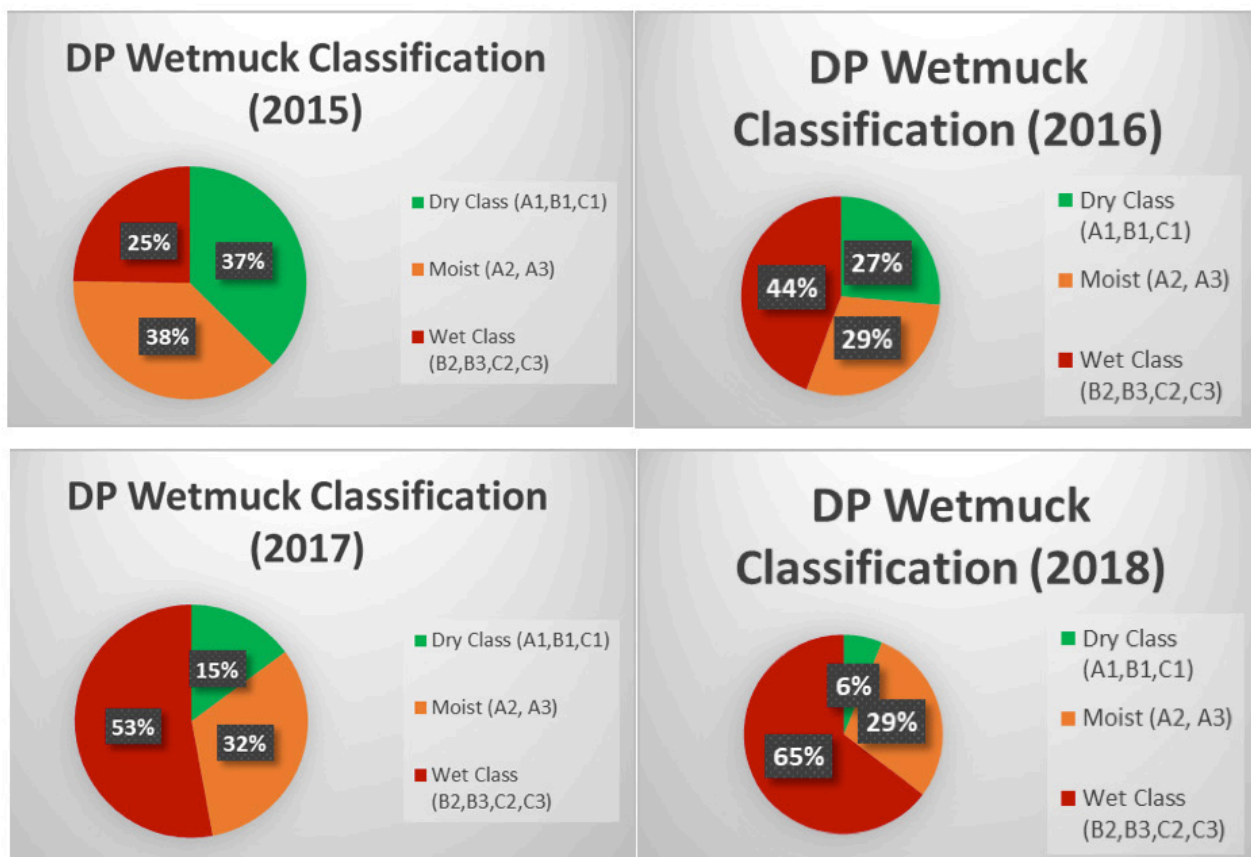 DP Wetmuck Classification
(2015)
25%
37%
38%
Dry Class (A1,B1,C1)
Moist (A2, A3)
Wet Class
(B2,B3,C2,C3)
DP Wetmuck
Classification (2016)
27%
44%
29%
Dry Class
(A1,B1,C1)
Moist (A2, A3)
Wet Class
(B2,B3,C2,C3)
DP Wetmuck Classification
(2017)
15%
53%
32%
Dry Class (A1,B1,C1)
Moist (A2, A3)
Wet Class
(B2,B3,C2,C3)
DP Wetmuck
Classification (2018)
6%
29%
65%
Dry Class
(A1,B1,C1)
Moist (A2, A3)
Wet Class
(B2,B3,C2,C3)